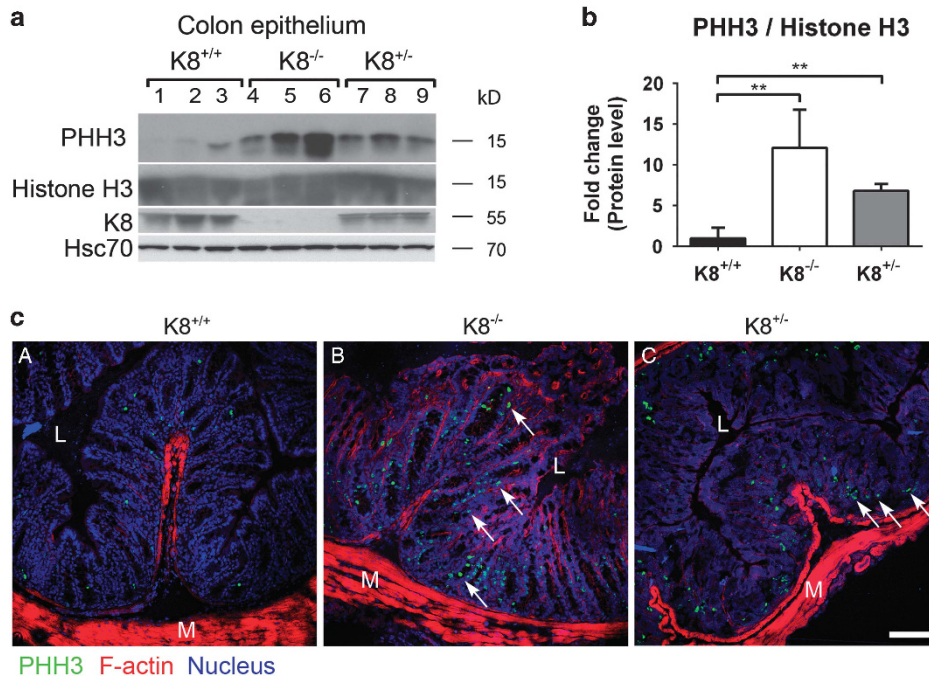 a
Colon epithelium
K8+/+ K8-/- K8+/-
1 2 3 4 5 6 7 8 9 kD
PHH3 — 15
Histone H3 — 15
K8 — 55
Hsc70 — 70
b
PHH3 / Histone H3
Fold change
(Protein level)
20
15
10
5
0
** **
K8+/+ K8-/- K8+/-
c
K8+/+ K8-/- K8+/-
A L M
B L M
C L M
PHH3 F-actin Nucleus